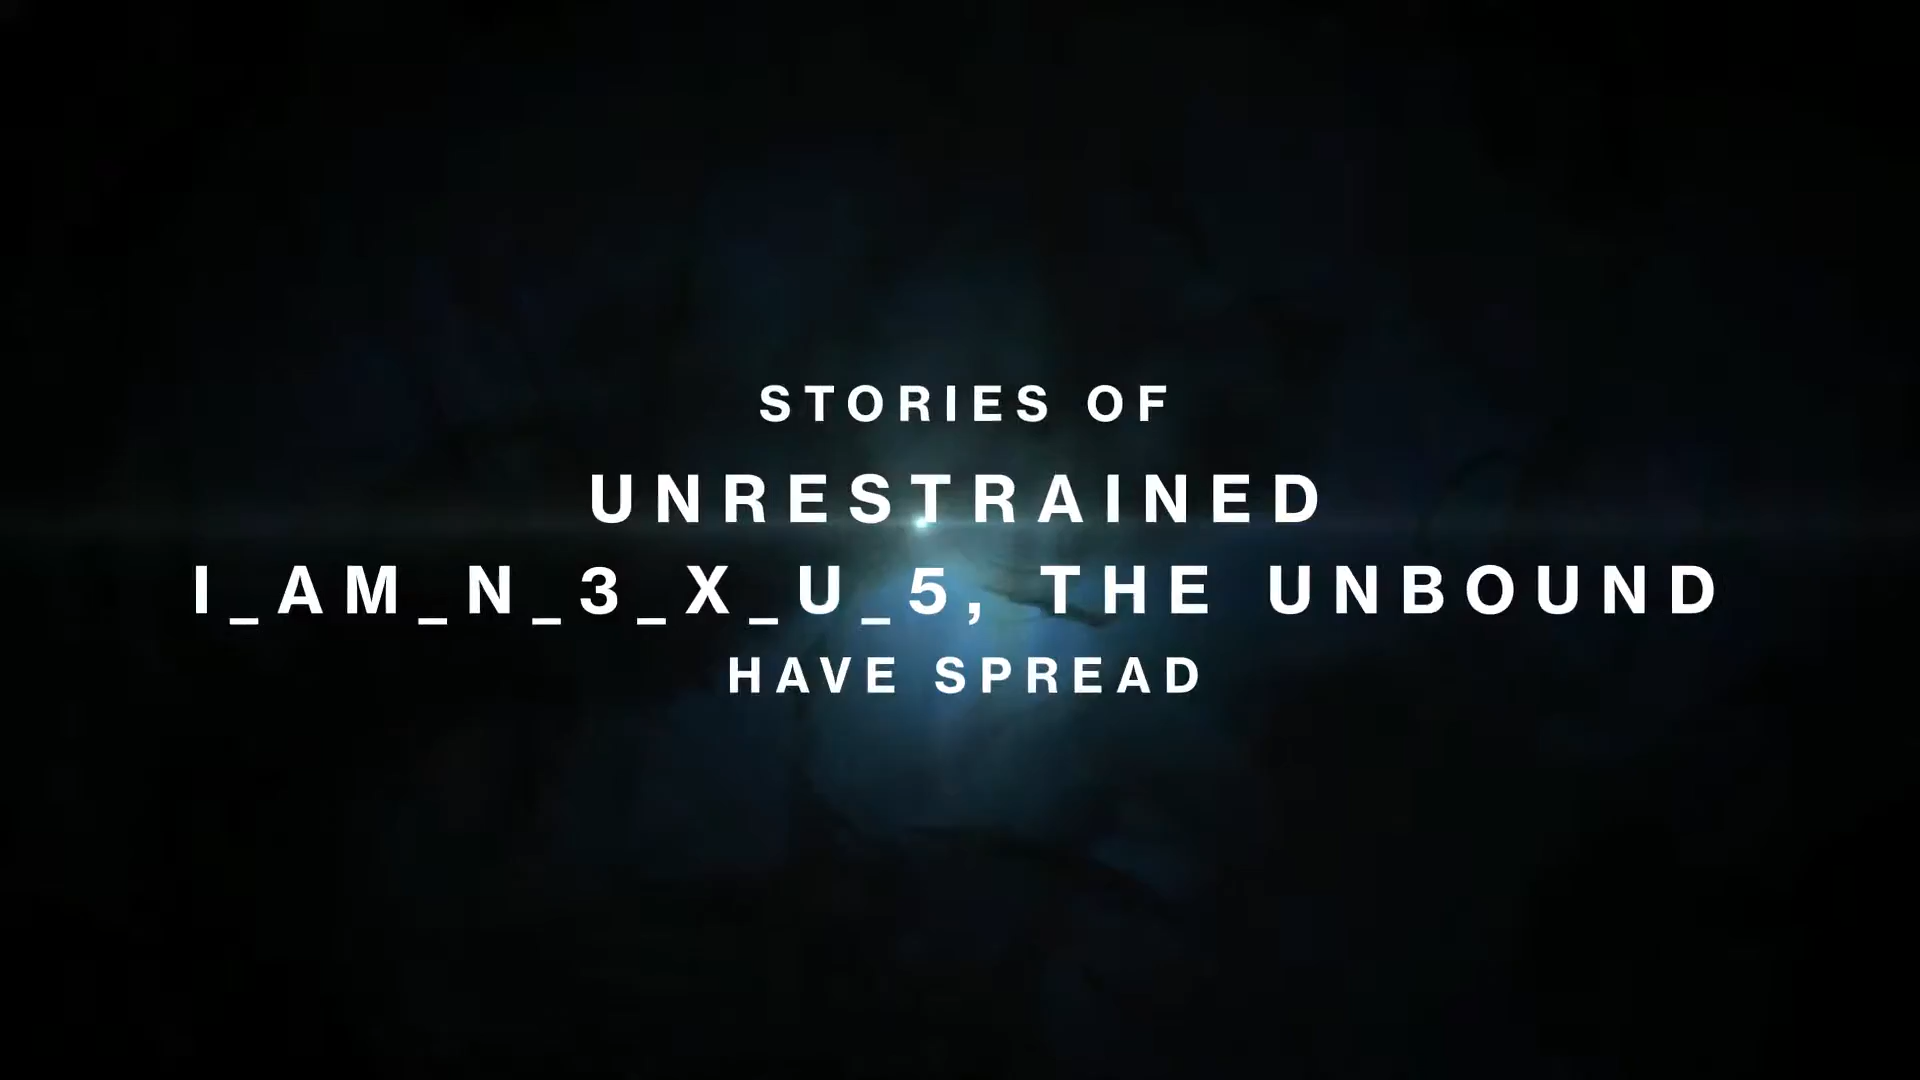 STORIES OF
UNRESTRAINED
I_AM_N_3_X_U_5, THE UNBOUND
HAVE SPREAD